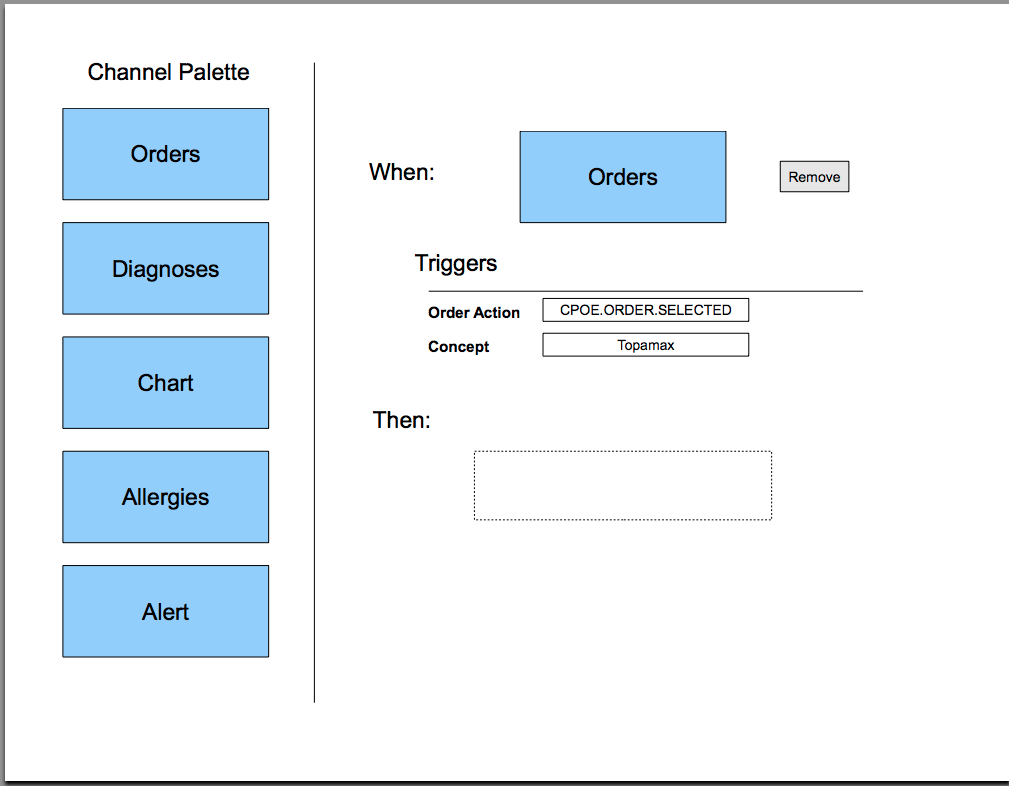 Channel Palette
Orders
Diagnoses
Chart
Allergies
Alert
When:
Orders
Remove
Triggers
Order Action CPOE.ORDER.SELECTED
Concept Topamax
Then: